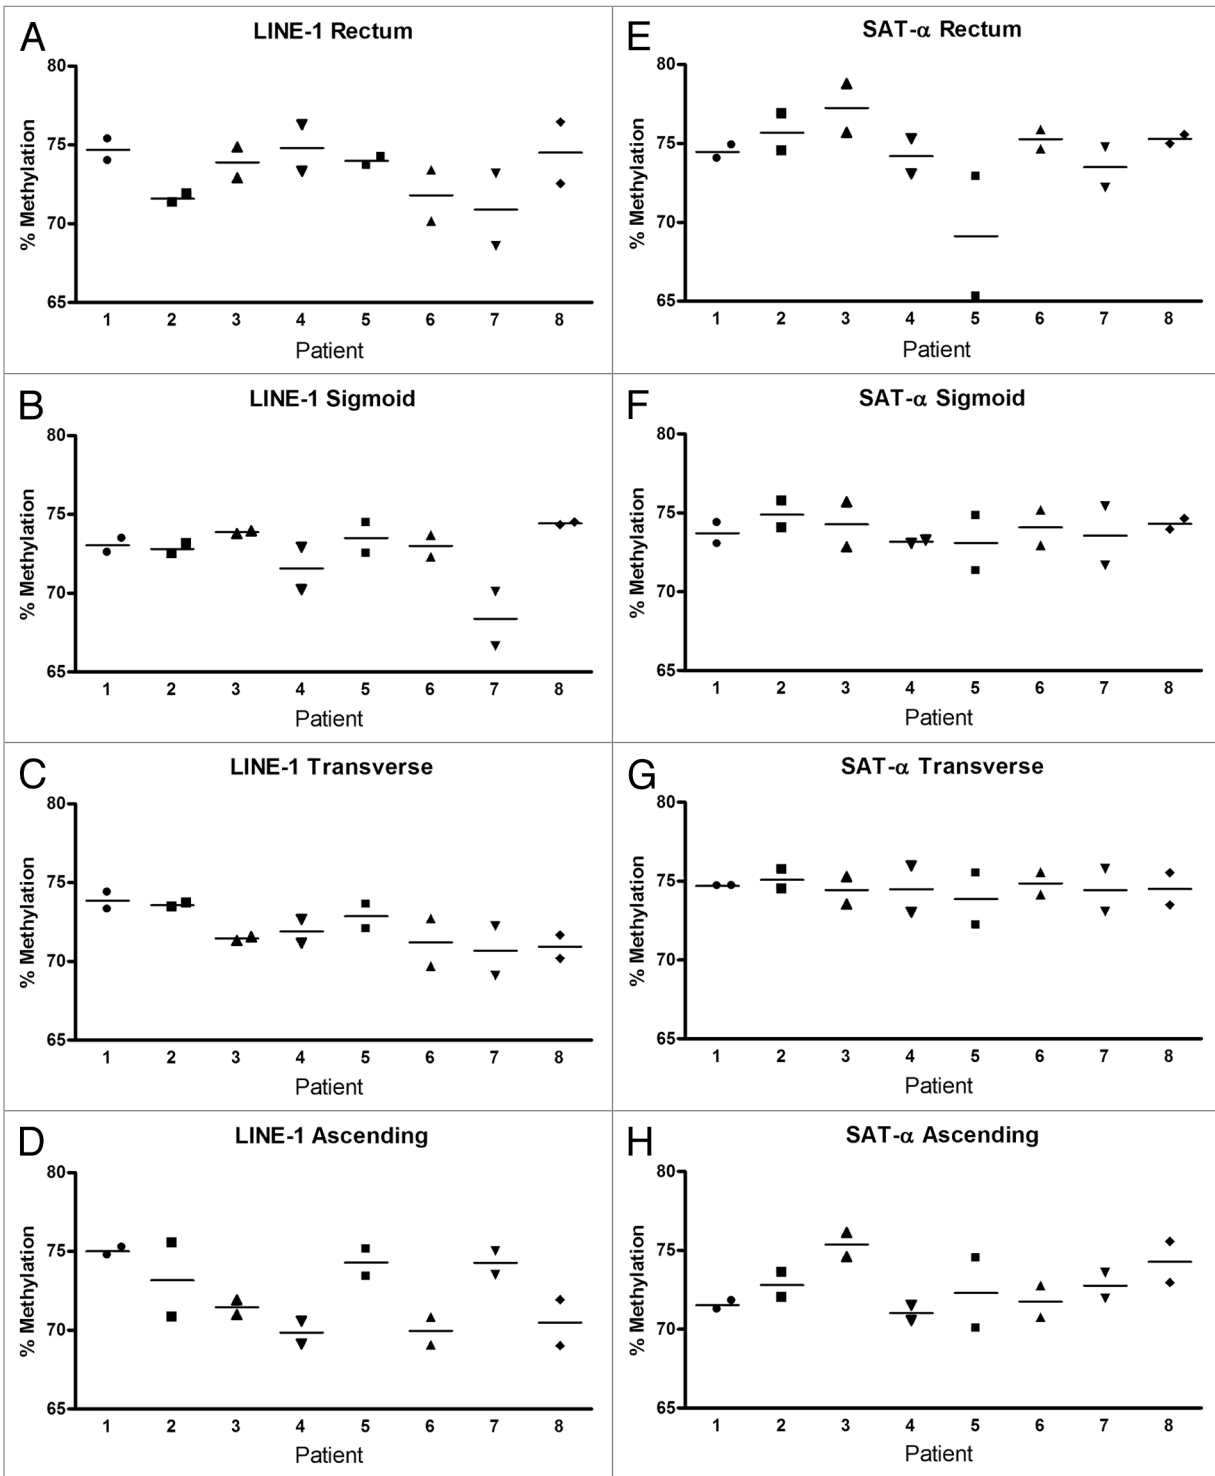 A
LINE-1 Rectum
80
75
70
65
% Methylation
1 2 3 4 5 6 7 8
Patient
E
SAT-α Rectum
80
75
70
65
% Methylation
1 2 3 4 5 6 7 8
Patient
B
LINE-1 Sigmoid
80
75
70
65
% Methylation
1 2 3 4 5 6 7 8
Patient
F
SAT-α Sigmoid
80
75
70
65
% Methylation
1 2 3 4 5 6 7 8
Patient
C
LINE-1 Transverse
80
75
70
65
% Methylation
1 2 3 4 5 6 7 8
Patient
G
SAT-α Transverse
80
75
70
65
% Methylation
1 2 3 4 5 6 7 8
Patient
D
LINE-1 Ascending
80
75
70
65
% Methylation
1 2 3 4 5 6 7 8
Patient
H
SAT-α Ascending
80
75
70
65
% Methylation
1 2 3 4 5 6 7 8
Patient